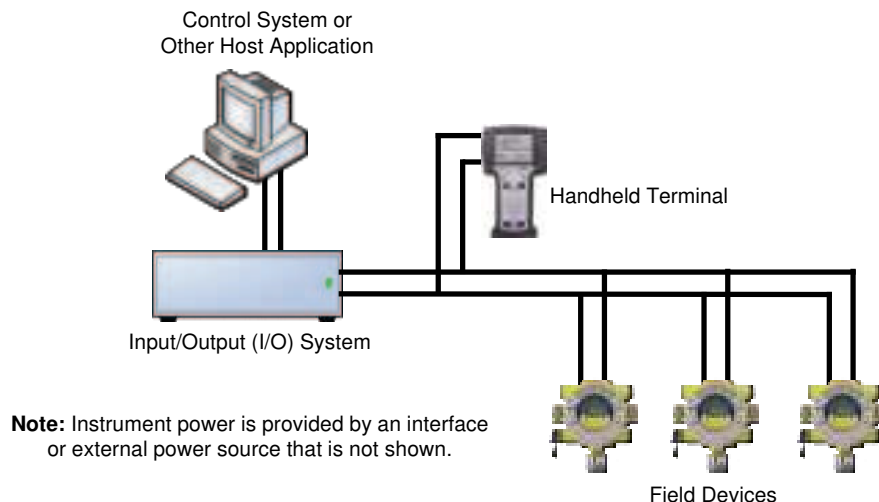 Control System or
Other Host Application
Handheld Terminal
Input/Output (I/O) System
Note: Instrument power is provided by an interface
or external power source that is not shown.
Field Devices